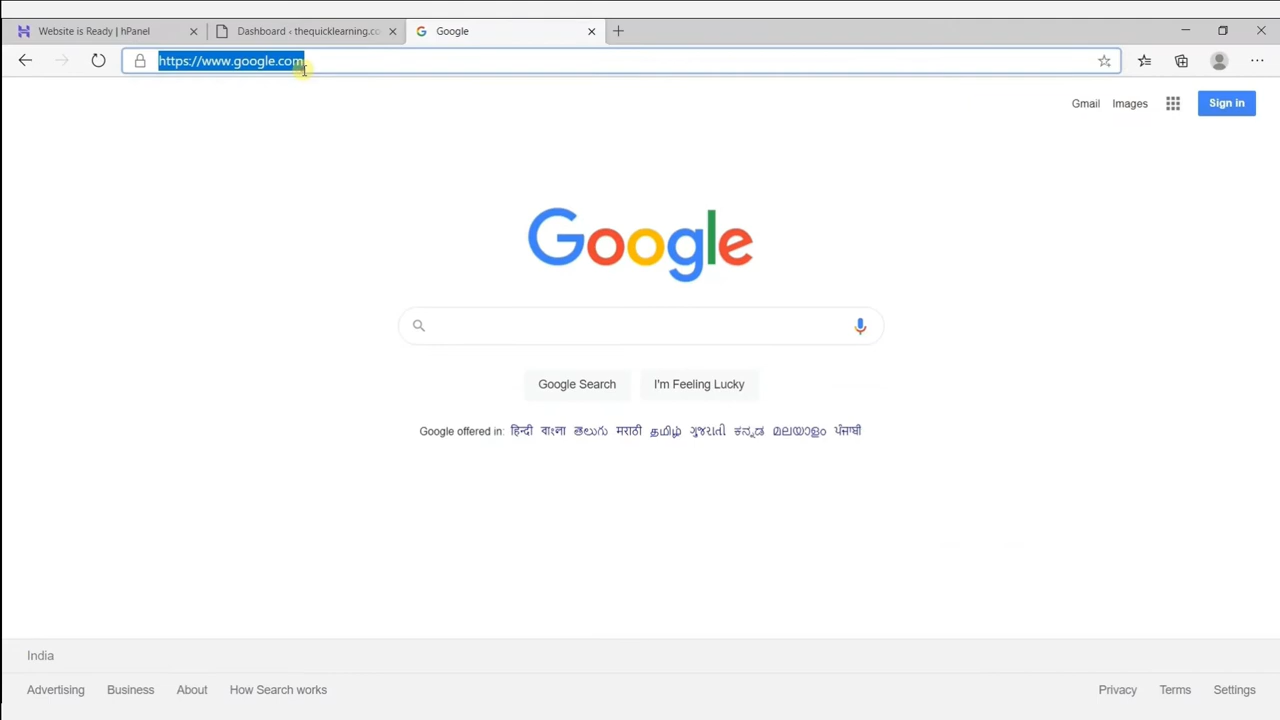 Website is Ready | hPanel
Dashboard ‹ thequicklearning.co
Google
https://www.google.com
Gmail Images Sign in
Google
Google Search I'm Feeling Lucky
Google offered in: हिन्दी বাংলা తెలుగు मराठी தமிழ் ગુજરાતી ಕನ್ನಡ മലയാളം ਪੰਜਾਬੀ
India
Advertising Business About How Search works Privacy Terms Settings